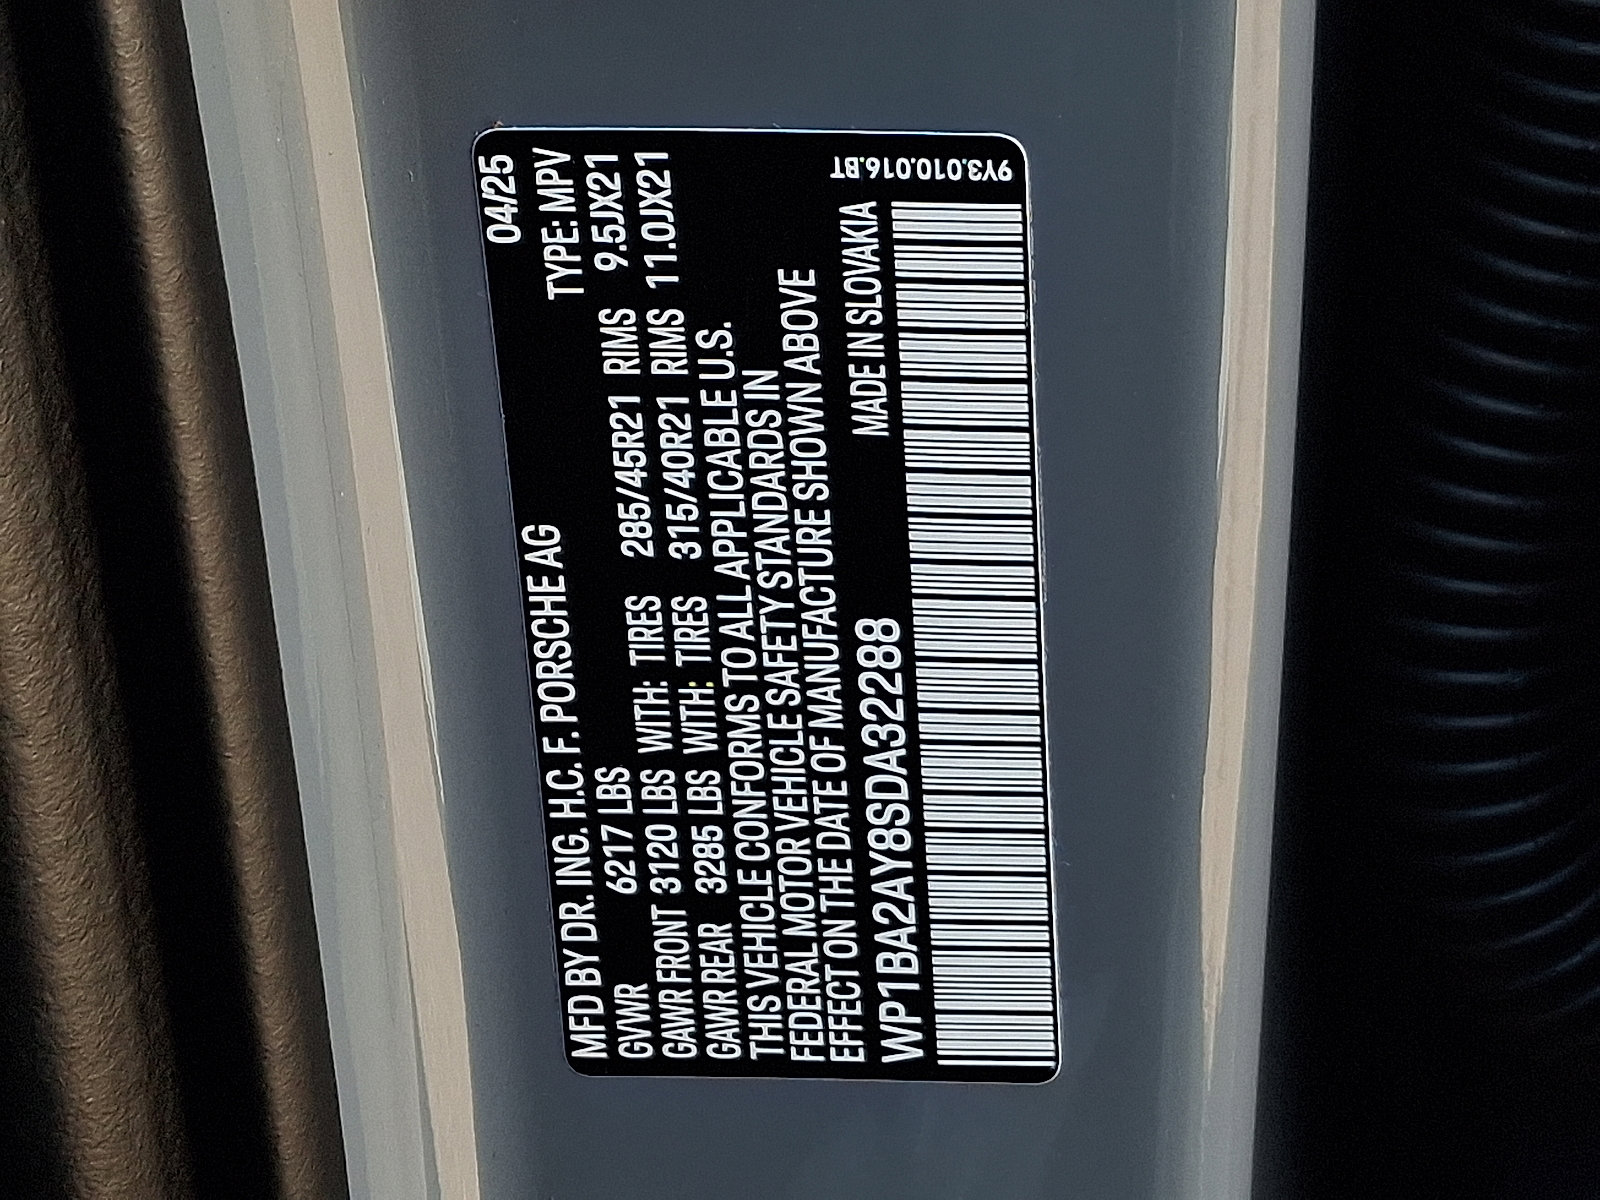 MFD BY DR. ING. H.C. F. PORSCHE AG 04/25
GVWR 6217 LBS TYPE: MPV
GAWR FRONT 3120 LBS WITH: TIRES 285/45R21 RIMS 9.5JX21
GAWR REAR 3285 LBS WITH: TIRES 315/40R21 RIMS 11.0JX21
THIS VEHICLE CONFORMS TO ALL APPLICABLE U.S.
FEDERAL MOTOR VEHICLE SAFETY STANDARDS IN
EFFECT ON THE DATE OF MANUFACTURE SHOWN ABOVE
WP1BA2AY8SDA32288 MADE IN SLOVAKIA
9Y3.010.016.BT